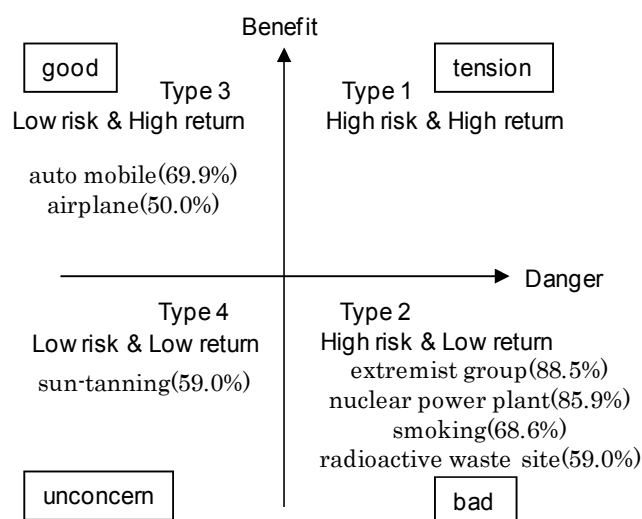 Benefit
good
tension
Type 3
Type 1
Low risk & High return
High risk & High return
auto mobile(69.9%)
airplane(50.0%)
Danger
Type 4
Type 2
Low risk & Low return
High risk & Low return
sun-tanning(59.0%)
extremist group(88.5%)
nuclear power plant(85.9%)
smoking(68.6%)
radioactive waste site(59.0%)
unconcern
bad